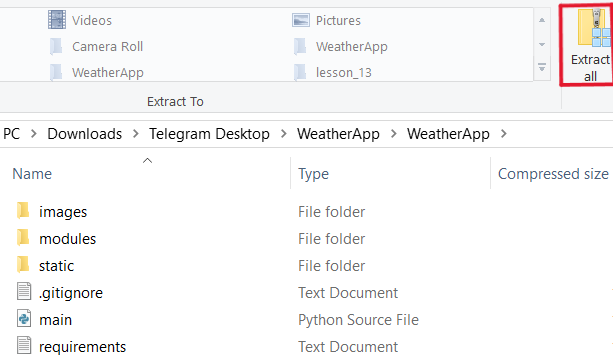 Videos Pictures
Camera Roll WeatherApp
WeatherApp lesson_13
Extract
all
Extract To
PC > Downloads > Telegram Desktop > WeatherApp > WeatherApp >
Name Type Compressed size
images File folder
modules File folder
static File folder
.gitignore Text Document
main Python Source File
requirements Text Document